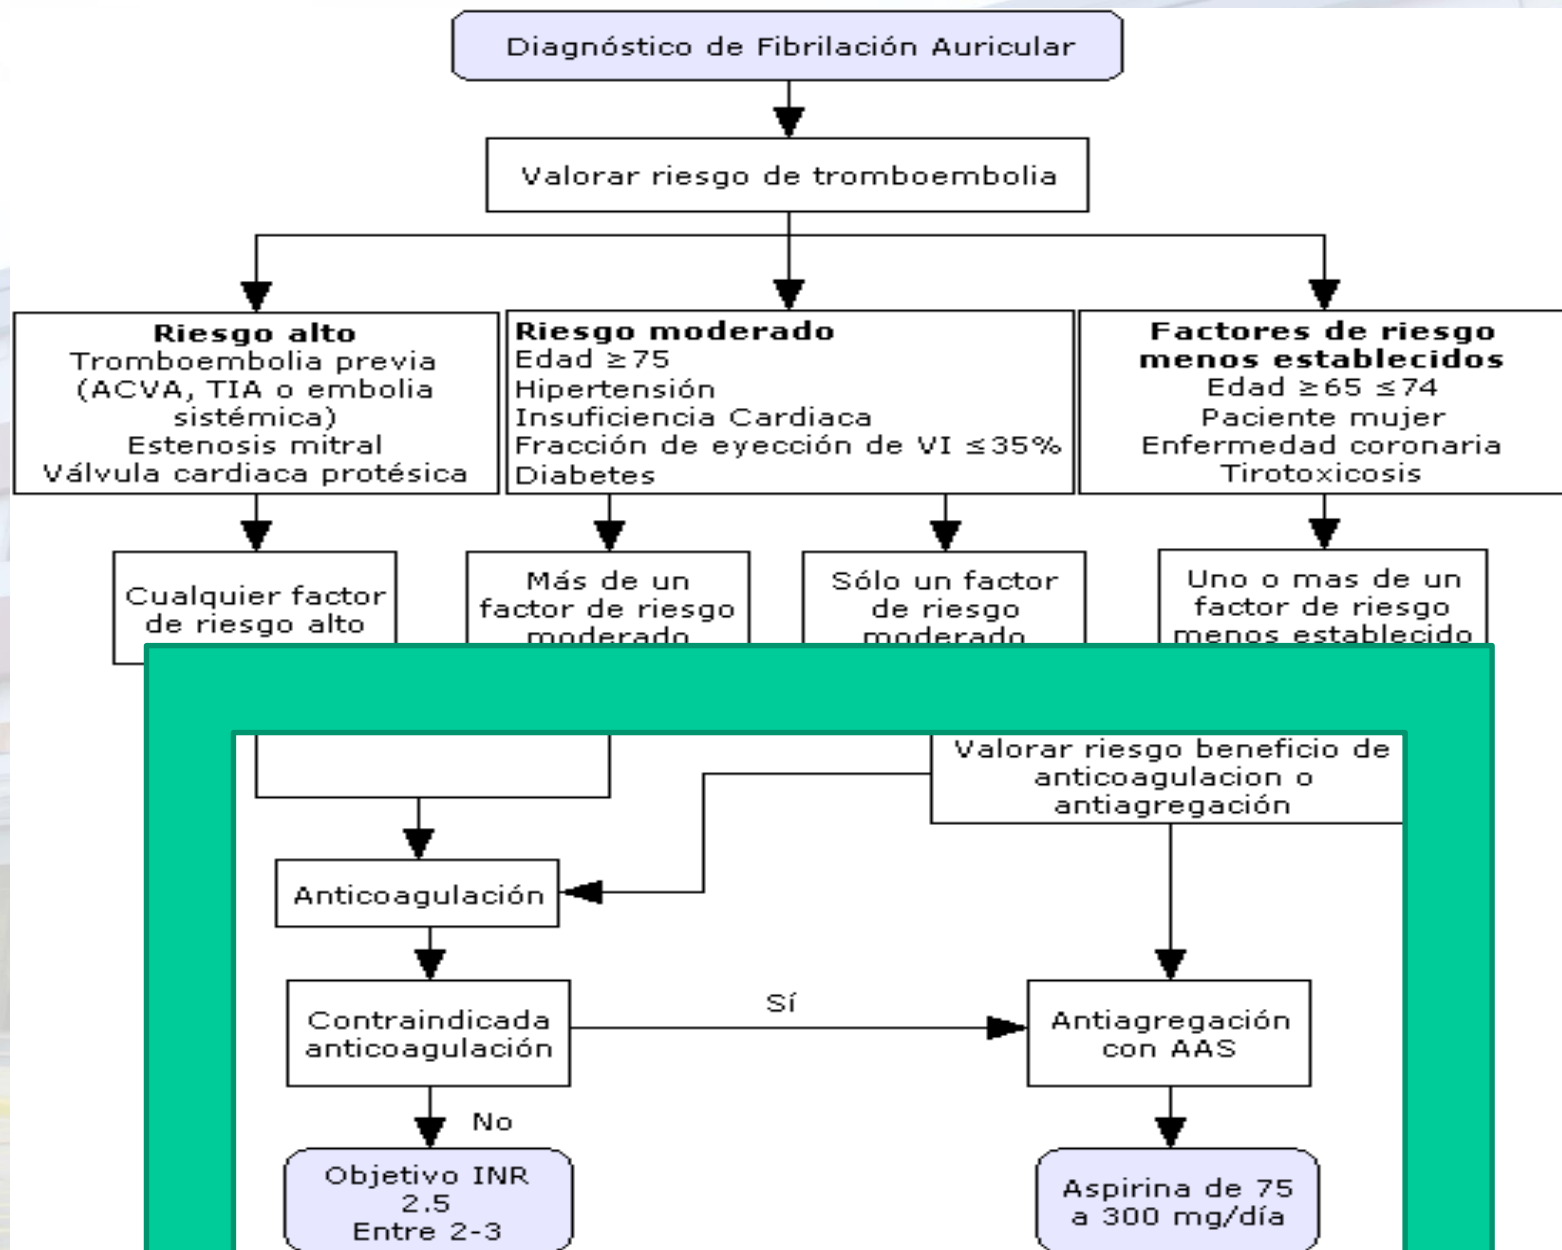 Diagnóstico de Fibrilación Auricular
Valorar riesgo de tromboembolia
Riesgo alto
Tromboembolia previa
(ACVA, TIA o embolia
sistémica)
Estenosis mitral
Válvula cardiaca protésica
Riesgo moderado
Edad ≥75
Hipertensión
Insuficiencia Cardiaca
Fracción de eyección de VI ≤35%
Diabetes
Factores de riesgo
menos establecidos
Edad ≥65 ≤74
Paciente mujer
Enfermedad coronaria
Tirotoxicosis
Cualquier factor
de riesgo alto
Más de un
factor de riesgo
moderado
Sólo un factor
de riesgo
moderado
Uno o mas de un
factor de riesgo
menos establecido
Valorar riesgo beneficio de
anticoagulacion o
antiagregación
Anticoagulación
Contraindicada
anticoagulación
Sí
Antiagregación
con AAS
No
Objetivo INR
2.5
Entre 2-3
Aspirina de 75
a 300 mg/día